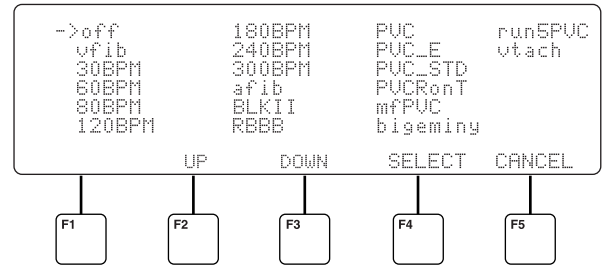 ->off 180BPM PVC run5PVC
vfib 240BPM PVC_E vtach
30BPM 300BPM PVC_STD
60BPM afib PVCRonT
80BPM BLKII mfPVC
120BPM RBBB bigeminy
UP DOWN SELECT CANCEL
F1 F2 F3 F4 F5